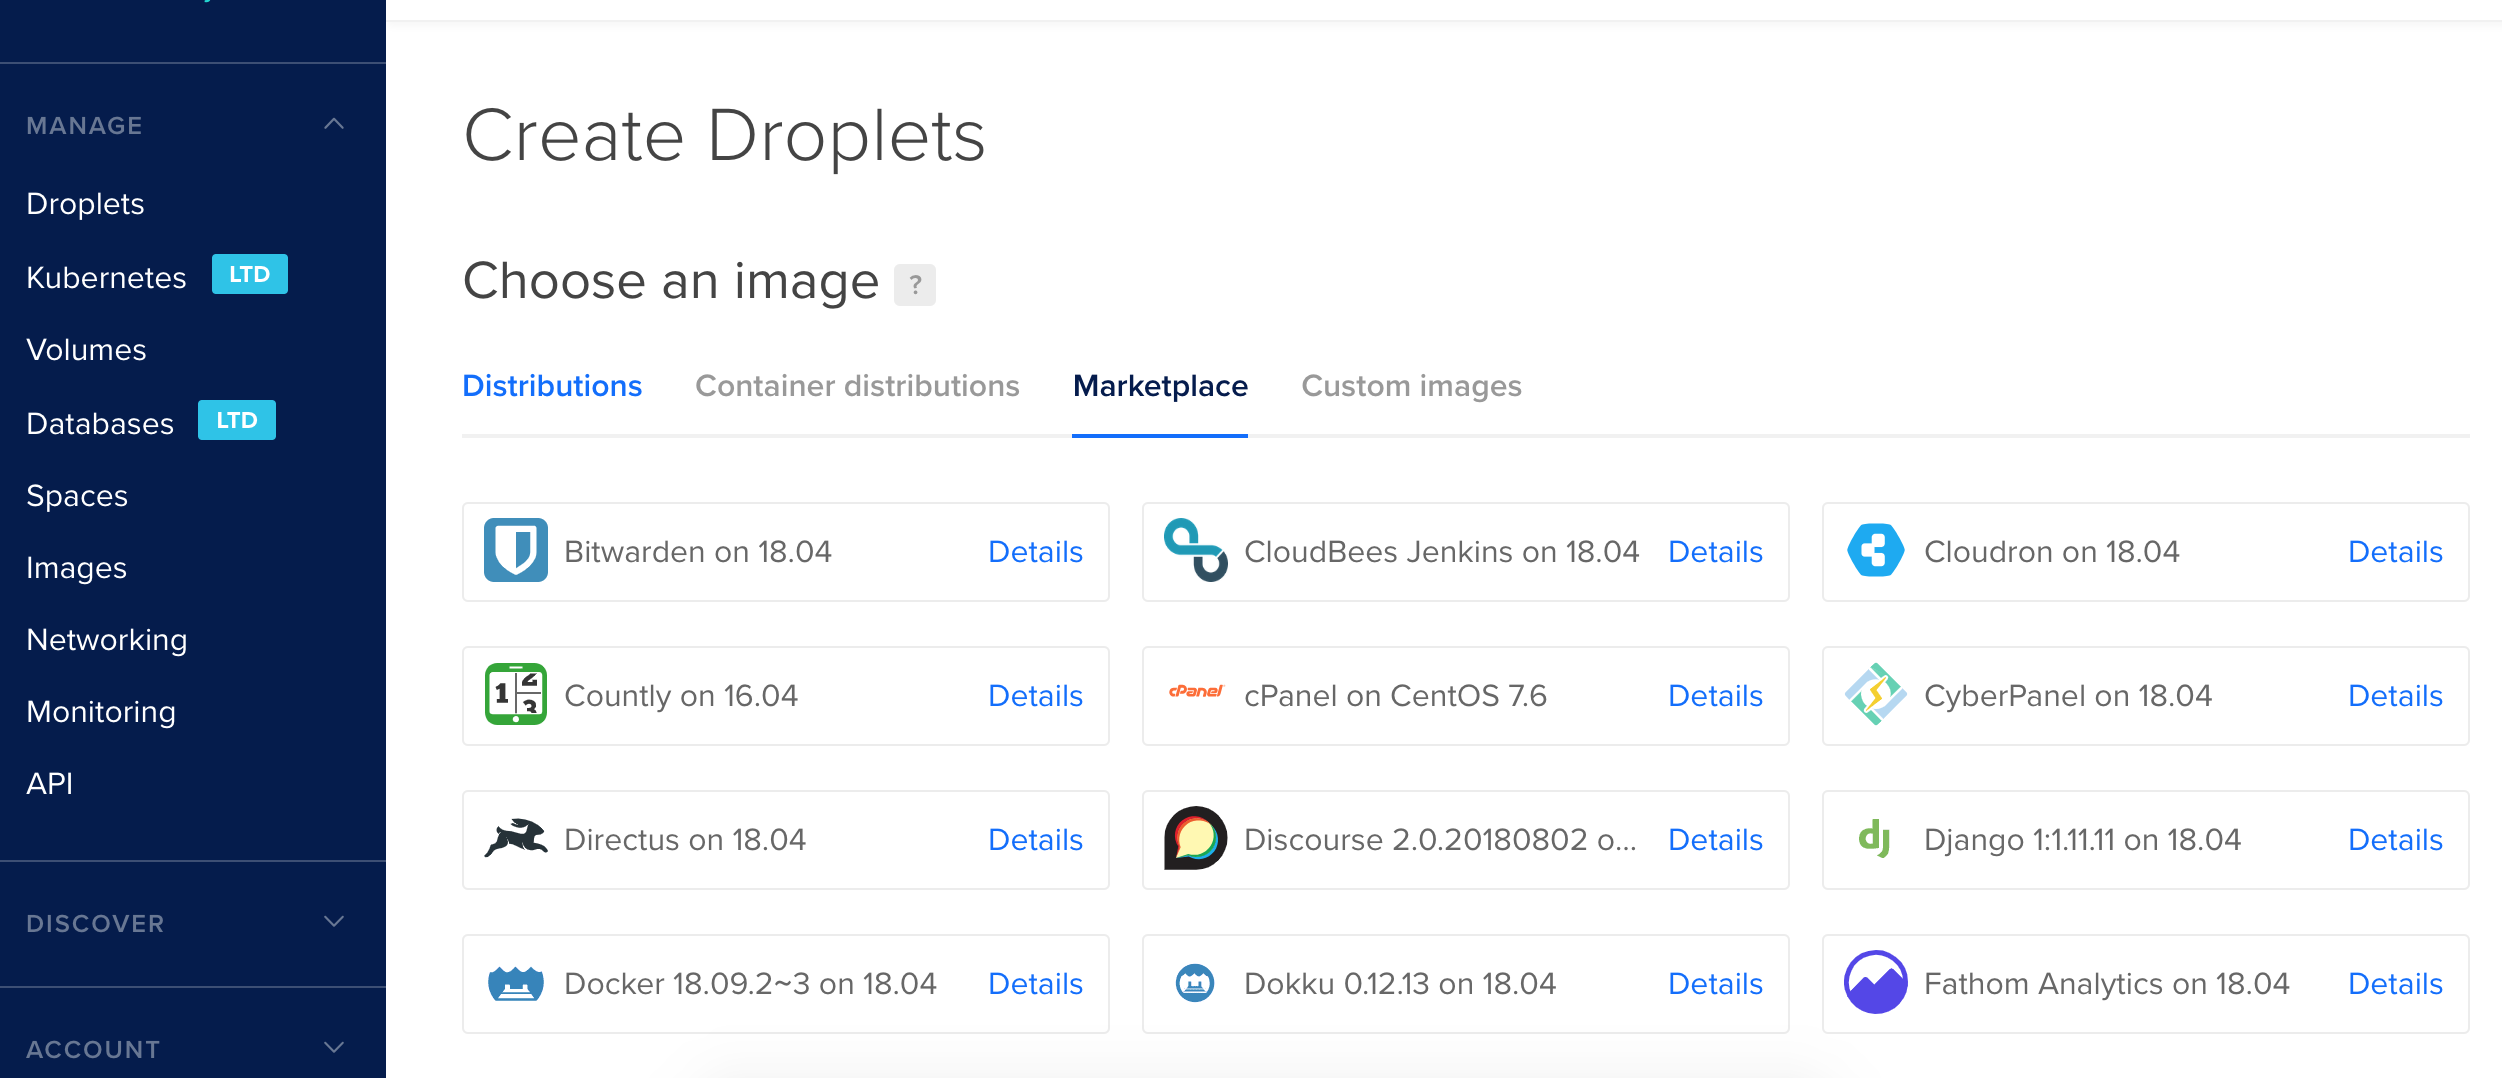 MANAGE
Droplets
Kubernetes LTD
Volumes
Databases LTD
Spaces
Images
Networking
Monitoring
API
DISCOVER
ACCOUNT
Create Droplets
Choose an image ?
Distributions Container distributions Marketplace Custom images
Bitwarden on 18.04 Details
CloudBees Jenkins on 18.04 Details
Cloudron on 18.04 Details
1 2 3 Countly on 16.04 Details
cPanel cPanel on CentOS 7.6 Details
CyberPanel on 18.04 Details
Directus on 18.04 Details
Discourse 2.0.20180802 o... Details
dj Django 1:1.11.11 on 18.04 Details
Docker 18.09.2~3 on 18.04 Details
Dokku 0.12.13 on 18.04 Details
Fathom Analytics on 18.04 Details